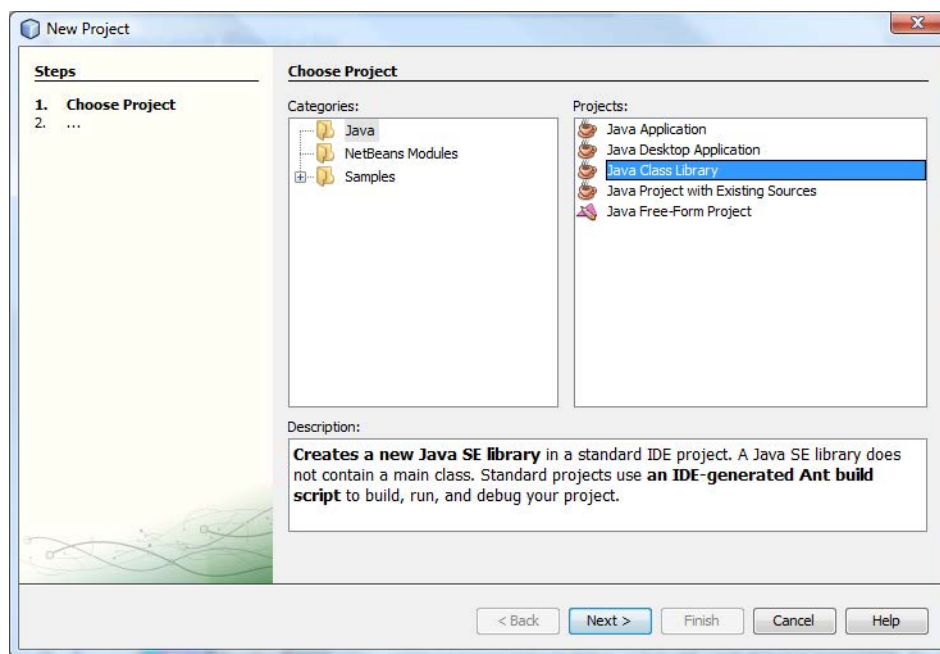 New Project
Steps
1. Choose Project
2. ...
Choose Project
Categories:
Java
NetBeans Modules
Samples
Projects:
Java Application
Java Desktop Application
Java Class Library
Java Project with Existing Sources
Java Free-Form Project
Description:
Creates a new Java SE library in a standard IDE project. A Java SE library does
not contain a main class. Standard projects use an IDE-generated Ant build
script to build, run, and debug your project.
< Back
Next >
Finish
Cancel
Help